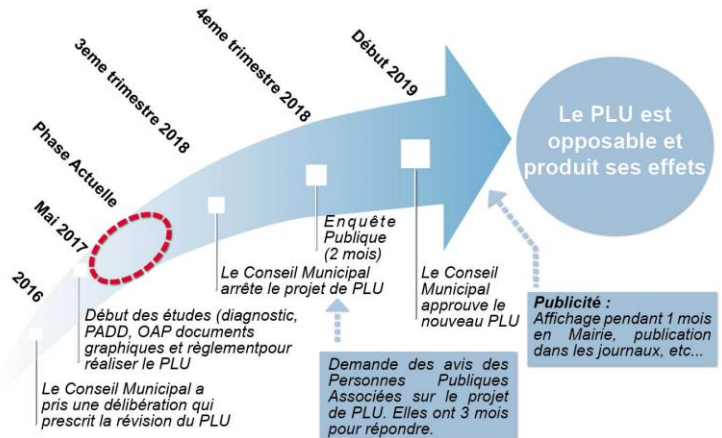 2016
Mai 2017
Phase Actuelle
3eme trimestre 2018
4eme trimestre 2018
Début 2019
Le PLU est
opposable et
produit ses effets
Le Conseil Municipal a
pris une délibération qui
prescrit la révision du PLU
Début des études (diagnostic,
PADD, OAP documents
graphiques et règlementpour
réaliser le PLU
Le Conseil Municipal
arrête le projet de PLU
Enquête
Publique
(2 mois)
Le Conseil
Municipal
approuve le
nouveau PLU
Demande des avis des
Personnes Publiques
Associées sur le projet
de PLU. Elles ont 3 mois
pour répondre.
Publicité :
Affichage pendant 1 mois
en Mairie, publication
dans les journaux, etc...